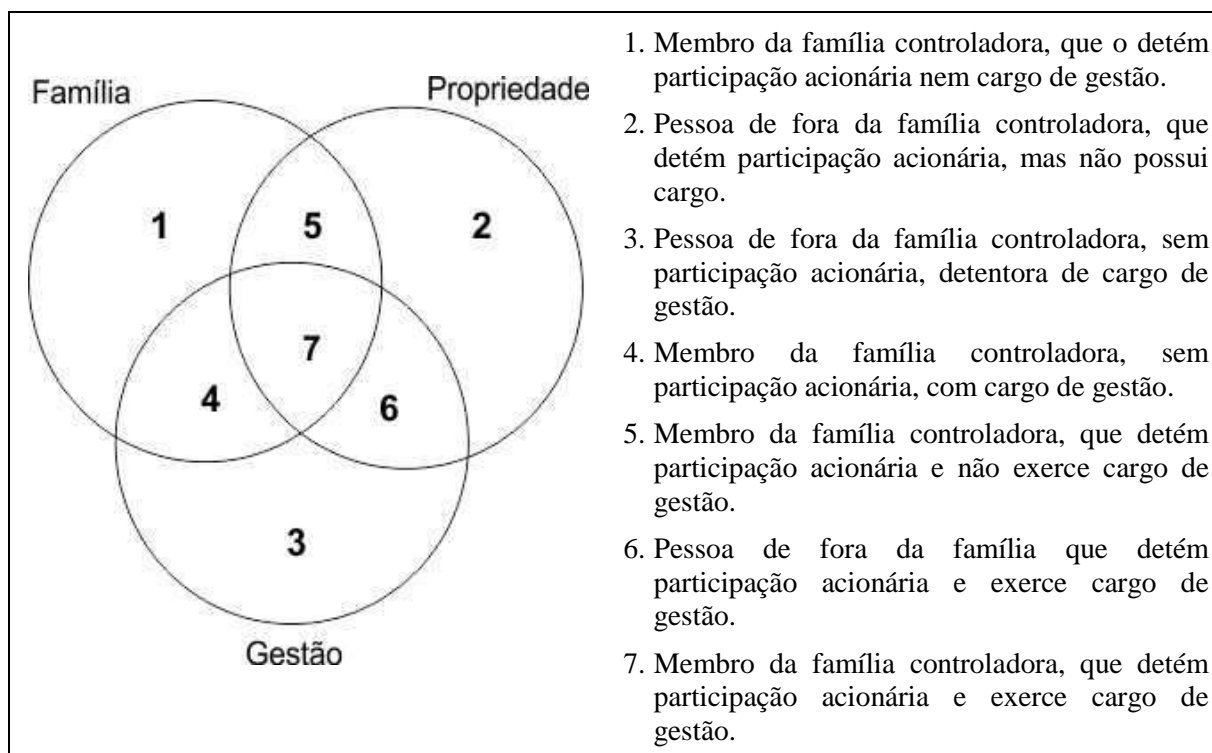 Família
Propriedade
1
5
2
7
4
6
3
Gestão
1. Membro da família controladora, que o detém
participação acionária nem cargo de gestão.
2. Pessoa de fora da família controladora, que
detém participação acionária, mas não possui
cargo.
3. Pessoa de fora da família controladora, sem
participação acionária, detentora de cargo de
gestão.
4. Membro da família controladora, sem
participação acionária, com cargo de gestão.
5. Membro da família controladora, que detém
participação acionária e não exerce cargo de
gestão.
6. Pessoa de fora da família que detém
participação acionária e exerce cargo de
gestão.
7. Membro da família controladora, que detém
participação acionária e exerce cargo de
gestão.